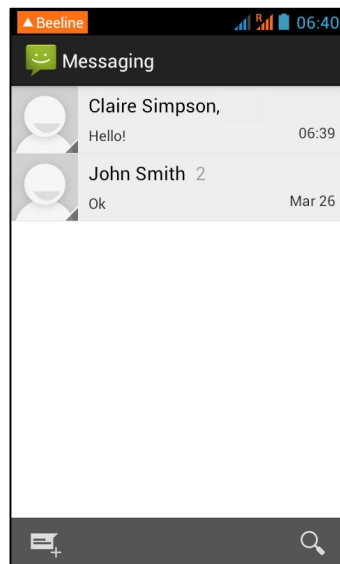 Beeline
R
06:40
Messaging
Claire Simpson,
Hello!
06:39
John Smith 2
Ok
Mar 26